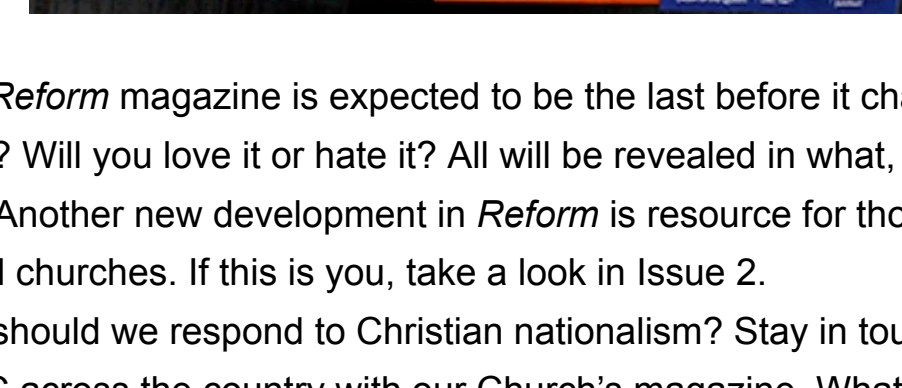 Reform magazine is expected to be the last before it
? Will you love it or hate it? All will be revealed in what,
Another new development in Reform is resource for
churches. If this is you, take a look in Issue 2.
should we respond to Christian nationalism? Stay in
across the country with our Church's magazine. What